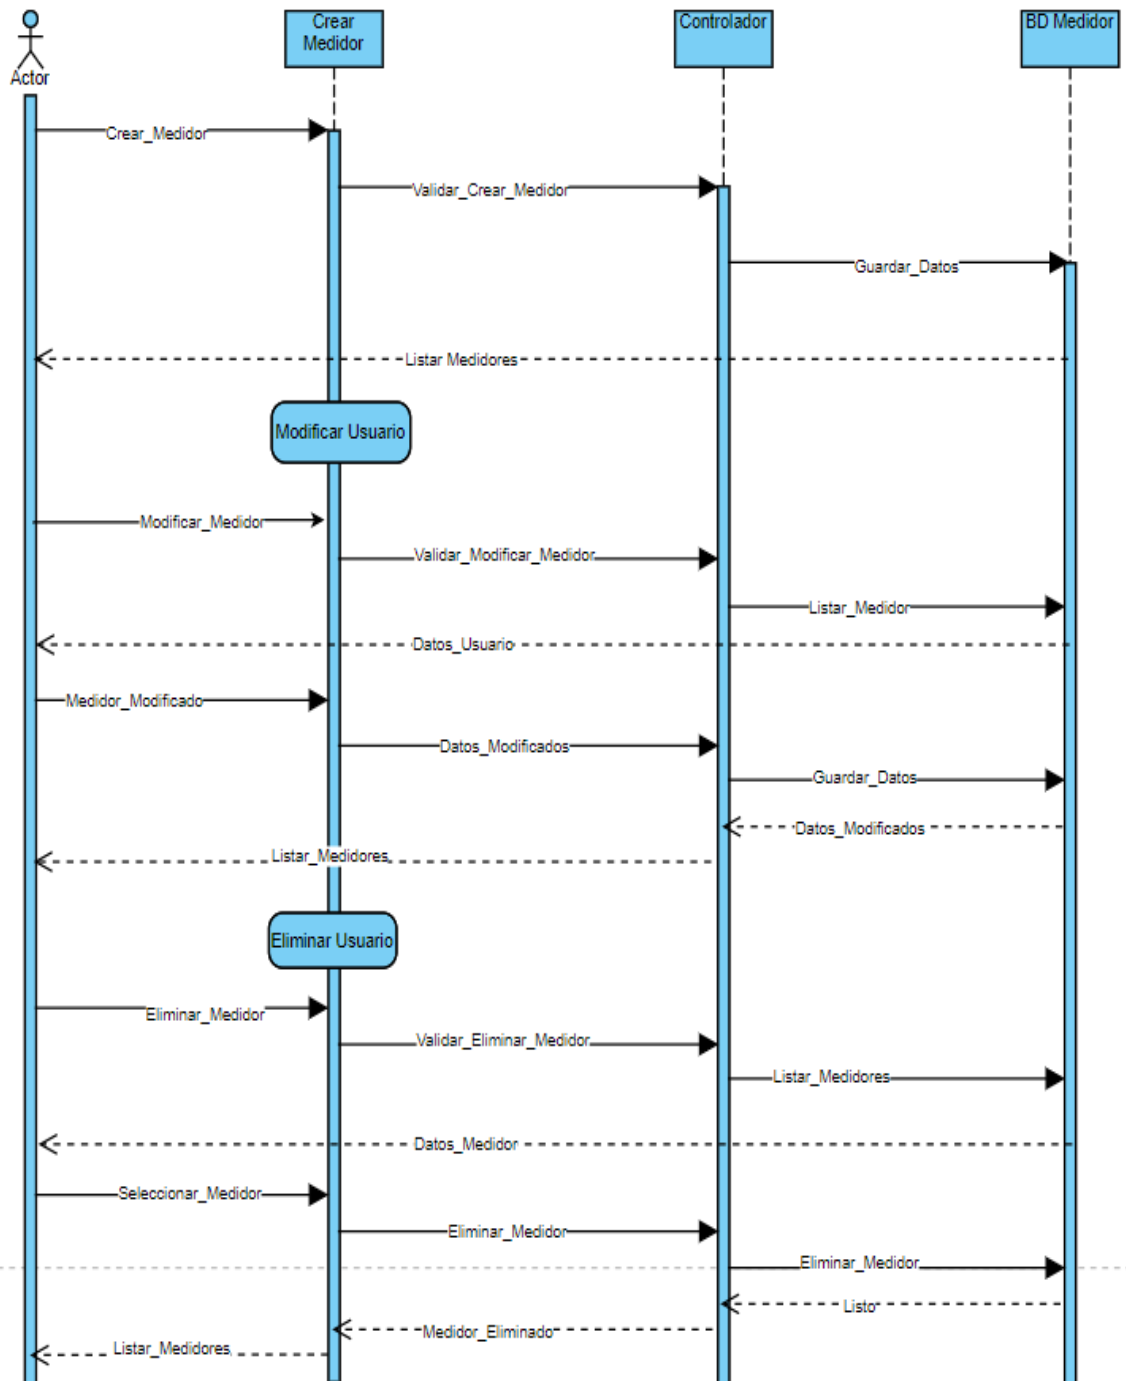 Actor
Crear
Medidor
Controlador
BD Medidor
Crear_Medidor
Validar_Crear_Medidor
Guardar_Datos
Listar Medidores
Modificar Usuario
Modificar_Medidor
Validar_Modificar_Medidor
Listar_Medidor
Datos_Usuario
Medidor_Modificado
Datos_Modificados
Guardar_Datos
Datos_Modificados
Listar_Medidores
Eliminar Usuario
Eliminar_Medidor
Validar_Eliminar_Medidor
Listar_Medidores
Datos_Medidor
Seleccionar_Medidor
Eliminar_Medidor
Eliminar_Medidor
Listo
Medidor_Eliminado
Listar_Medidores